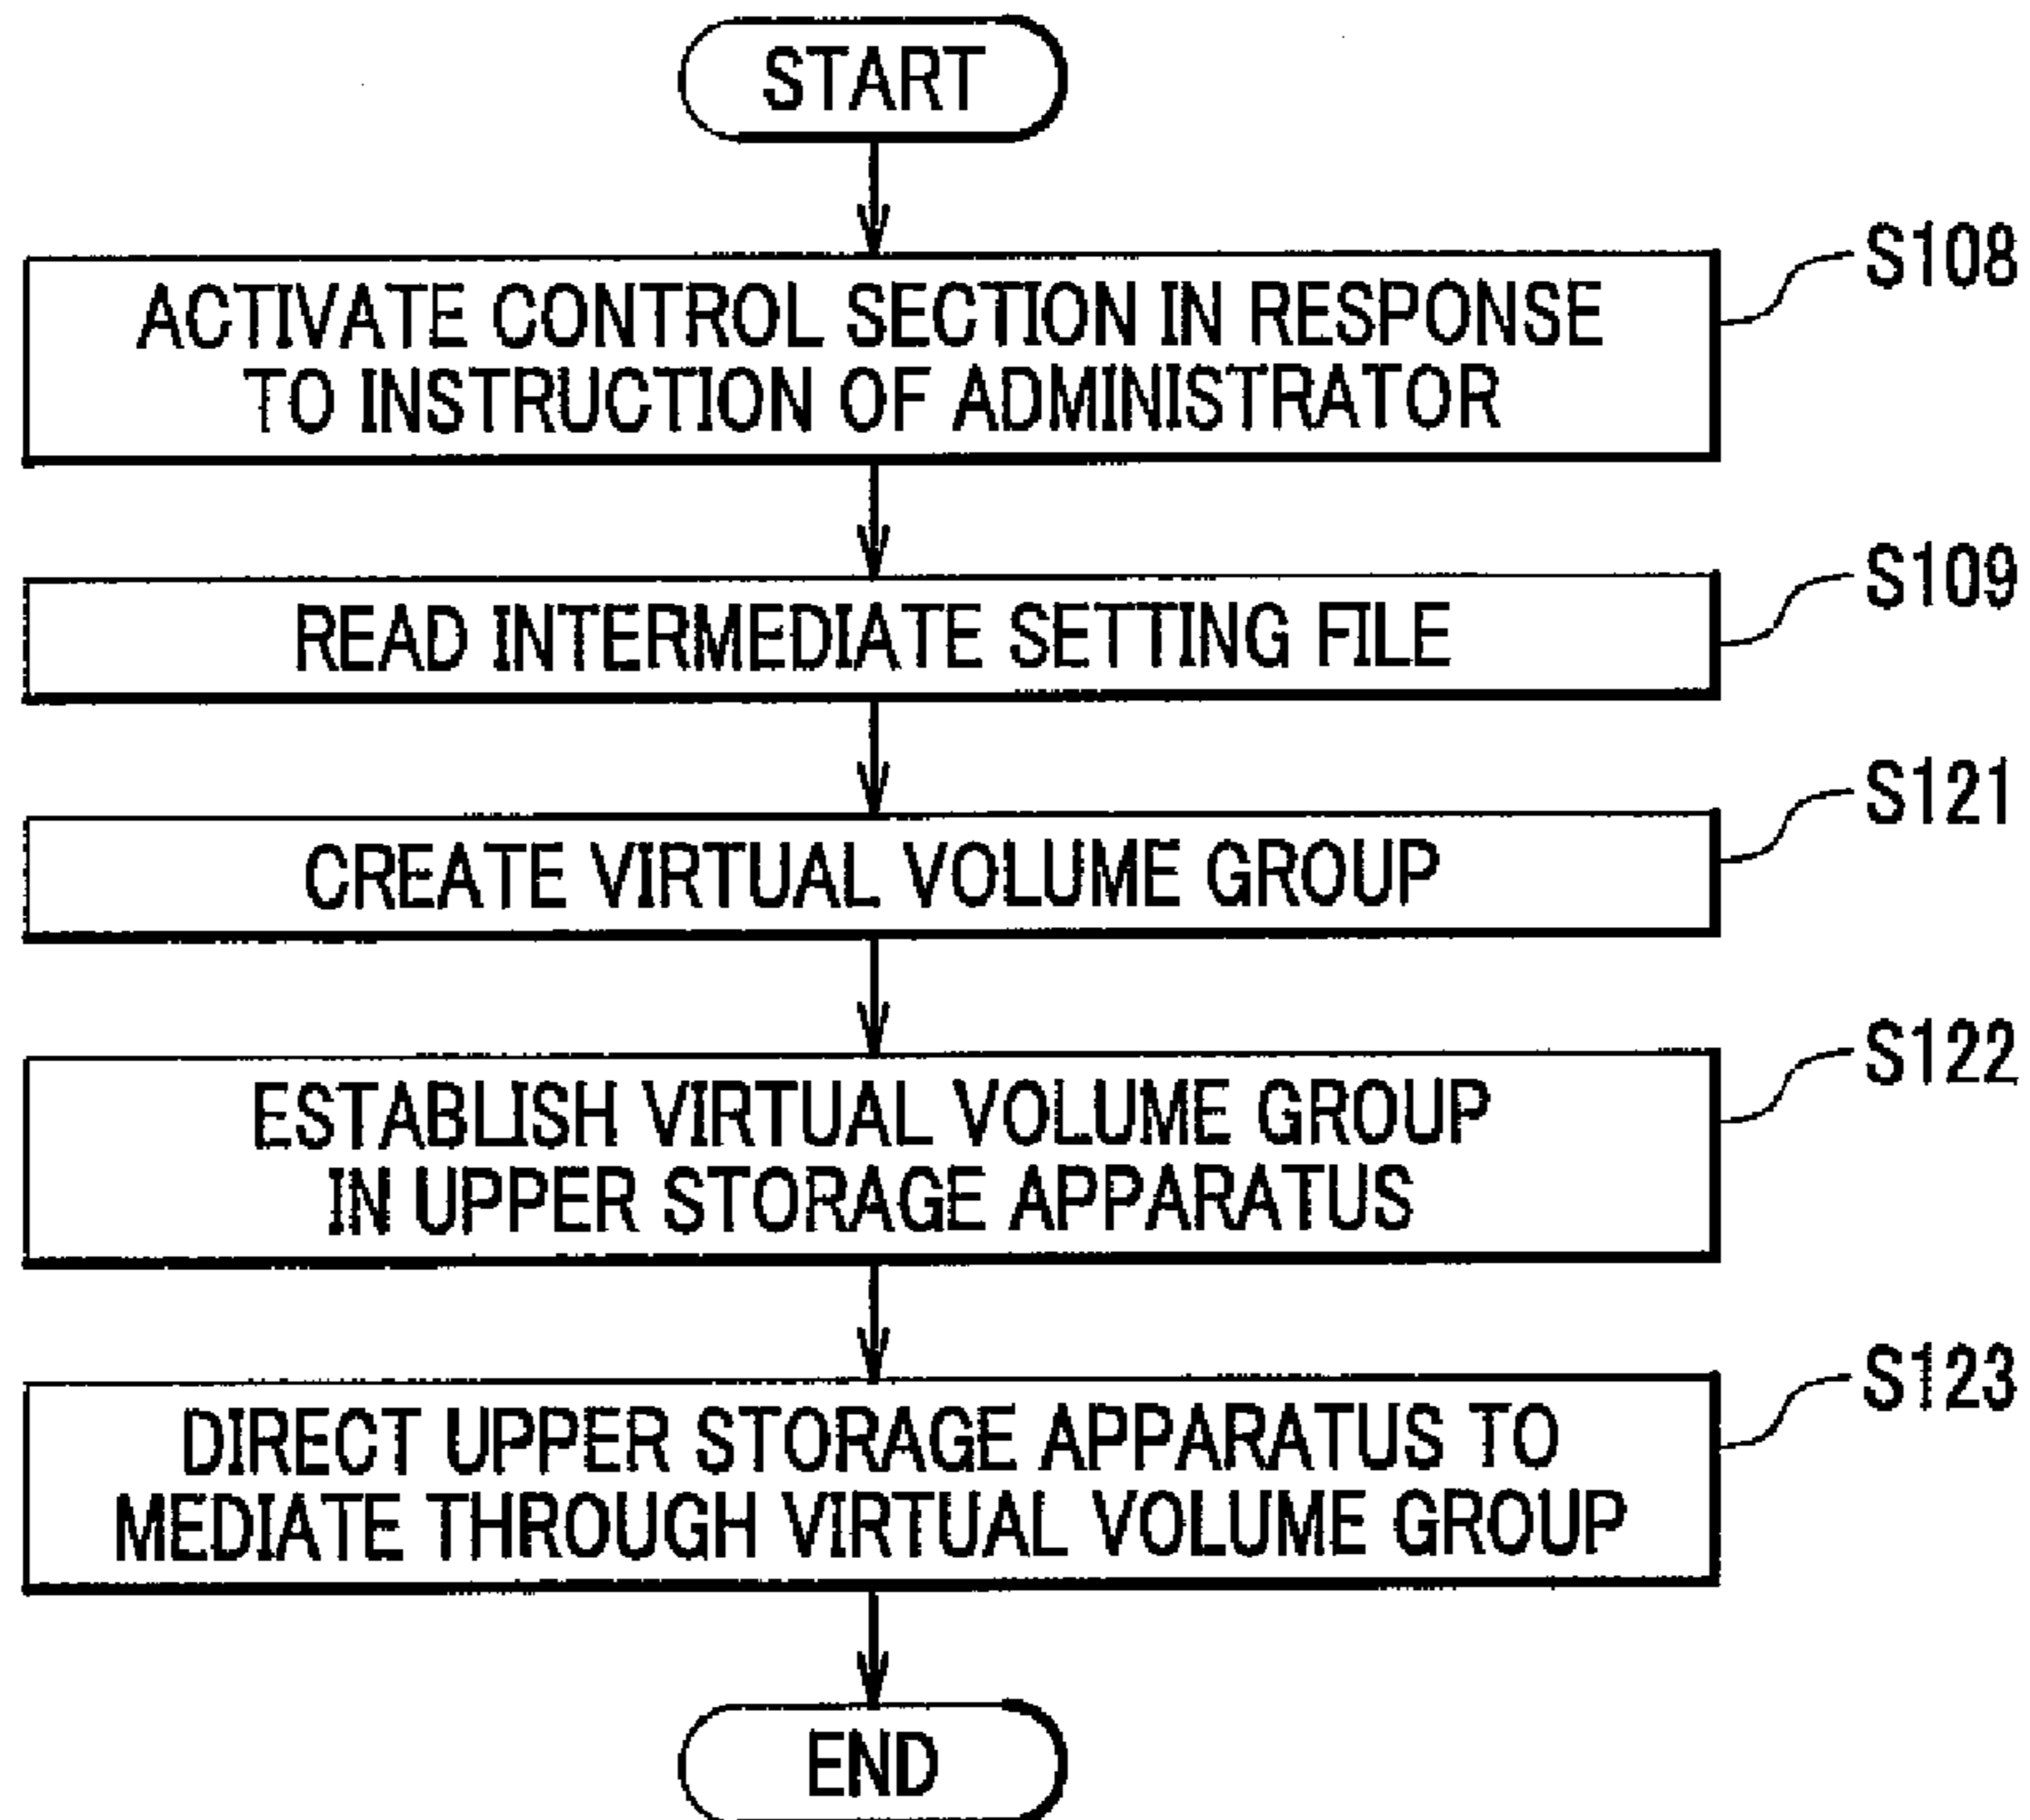 START
S108
ACTIVATE CONTROL SECTION IN RESPONSE
TO INSTRUCTION OF ADMINISTRATOR
S109
READ INTERMEDIATE SETTING FILE
S121
CREATE VIRTUAL VOLUME GROUP
S122
ESTABLISH VIRTUAL VOLUME GROUP
IN UPPER STORAGE APPARATUS
S123
DIRECT UPPER STORAGE APPARATUS TO
MEDIATE THROUGH VIRTUAL VOLUME GROUP
END